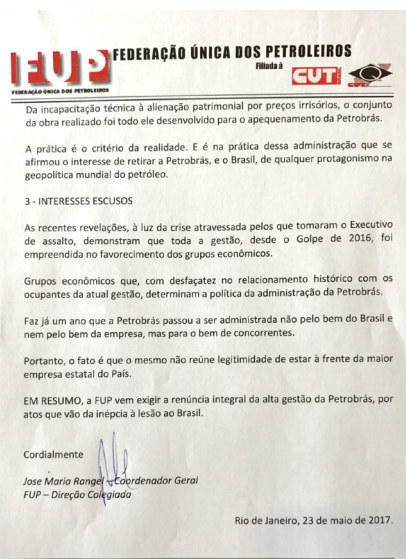 FUP FEDERAÇÃO ÚNICA DOS PETROLEIROS
FEDERAÇÃO ÚNICA DOS PETROLEIROS
Filiada à
CUT
Da incapacitação técnica à alienação patrimonial por preços irrisórios, o conjunto
da obra realizado foi todo ele desenvolvido para o apequenamento da Petrobrás.
A prática é o critério da realidade. E é na prática dessa administração que se
afirmou o interesse de retirar a Petrobrás, e o Brasil, de qualquer protagonismo na
geopolítica mundial do petróleo.
3 - INTERESSES ESCUSOS
As recentes revelações, à luz da crise atravessada pelos que tomaram o Executivo
de assalto, demonstram que toda a gestão, desde o Golpe de 2016, foi
empreendida no favorecimento dos grupos econômicos.
Grupos econômicos que, com desfaçatez no relacionamento histórico com os
ocupantes da atual gestão, determinam a política da administração da Petrobrás.
Faz já um ano que a Petrobrás passou a ser administrada não pelo bem do Brasil e
nem pelo bem da empresa, mas para o bem de concorrentes.
Portanto, o fato é que o mesmo não reúne legitimidade de estar à frente da maior
empresa estatal do País.
EM RESUMO, a FUP vem exigir a renúncia integral da alta gestão da Petrobrás, por
atos que vão da inépcia à lesão ao Brasil.
Cordialmente
Jose Maria Rangel – Coordenador Geral
FUP – Direção Colegiada
Rio de Janeiro, 23 de maio de 2017.